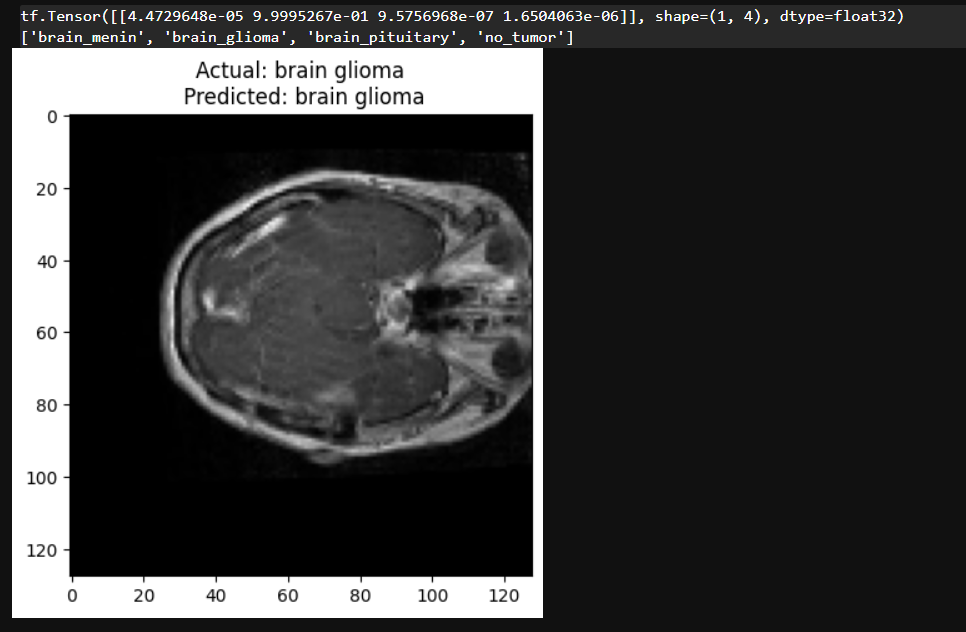 tf.Tensor([[4.4729648e-05 9.9995267e-01 9.5756968e-07 1.6504063e-06]], shape=(1, 4), dtype=float32)
['brain_menin', 'brain_glioma', 'brain_pituitary', 'no_tumor']
Actual: brain glioma
Predicted: brain glioma
0
20
40
60
80
100
120
0 20 40 60 80 100 120